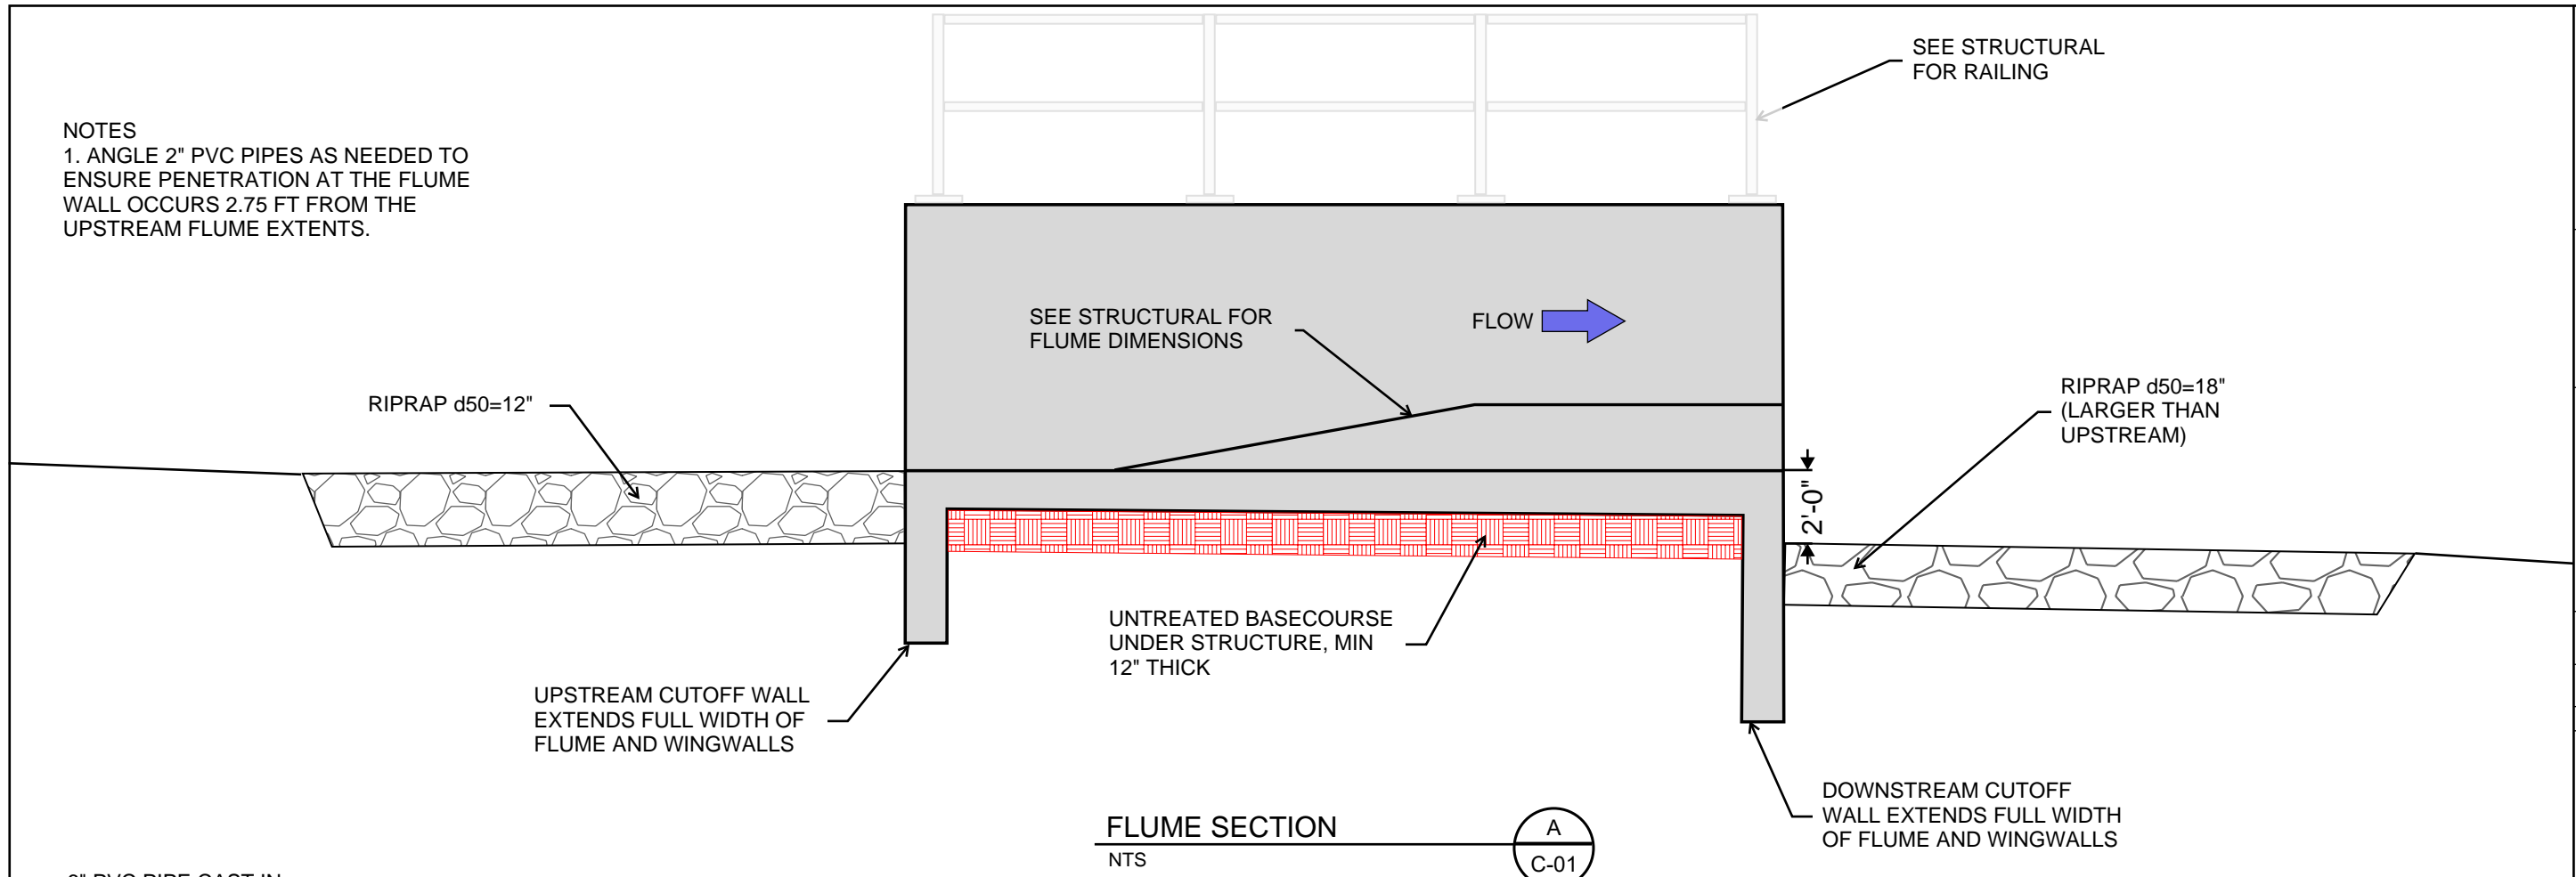 SEE STRUCTURAL
FOR RAILING
NOTES
1. ANGLE 2" PVC PIPES AS NEEDED TO
ENSURE PENETRATION AT THE FLUME
WALL OCCURS 2.75 FT FROM THE
UPSTREAM FLUME EXTENTS.
SEE STRUCTURAL FOR
FLUME DIMENSIONS
FLOW
RIPRAP d50=12"
RIPRAP d50=18"
(LARGER THAN
UPSTREAM)
2'-0"
UNTREATED BASECOURSE
UNDER STRUCTURE, MIN
12" THICK
UPSTREAM CUTOFF WALL
EXTENDS FULL WIDTH OF
FLUME AND WINGWALLS
DOWNSTREAM CUTOFF
WALL EXTENDS FULL WIDTH
OF FLUME AND WINGWALLS
FLUME SECTION
NTS
A
C-01
PVC PIPE CAST IN